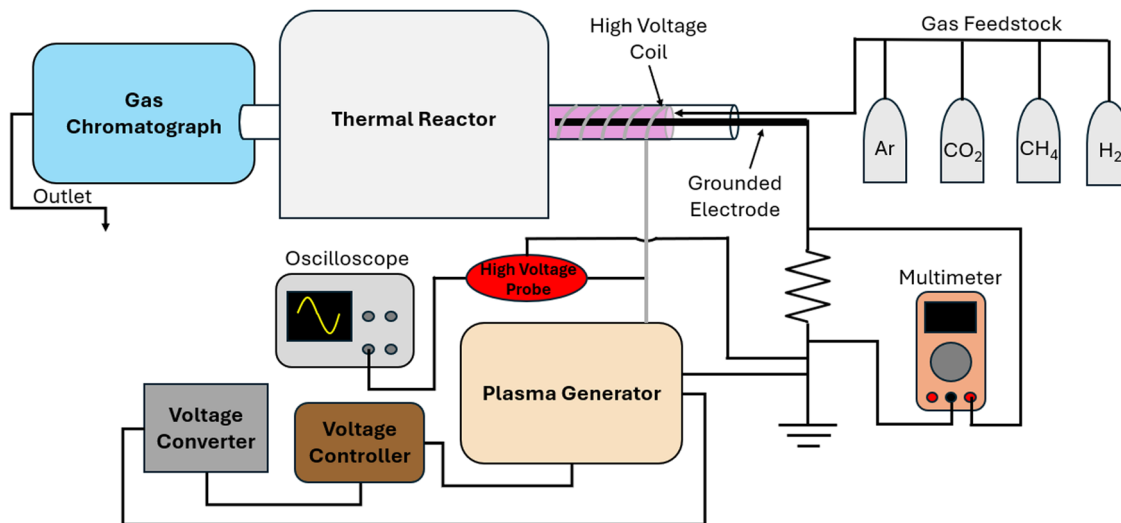 High Voltage
Coil
Gas Feedstock
Gas
Chromatograph
Thermal Reactor
Ar
CO₂
CH₄
H₂
Outlet
Grounded
Electrode
Oscilloscope
High Voltage
Probe
Multimeter
Plasma Generator
Voltage
Converter
Voltage
Controller